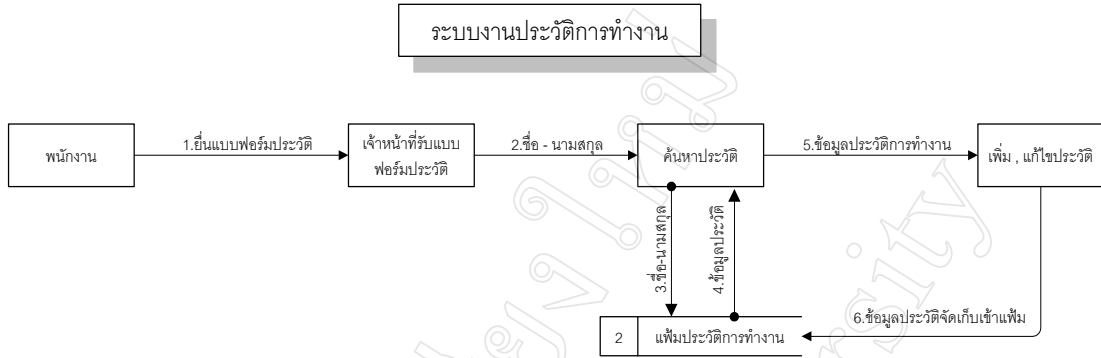 ระบบงานประวัติการทำงาน
พนักงาน
1.ยื่นแบบฟอร์มประวัติ
เจ้าหน้าที่รับแบบ
ฟอร์มประวัติ
2.ชื่อ - นามสกุล
ค้นหาประวัติ
5.ข้อมูลประวัติการทำงาน
เพิ่ม , แก้ไขประวัติ
3.ชื่อ-นามสกุล
4.ข้อมูลประวัติ
6.ข้อมูลประวัติจัดเก็บเข้าแฟ้ม
2 แฟ้มประวัติการทำงาน